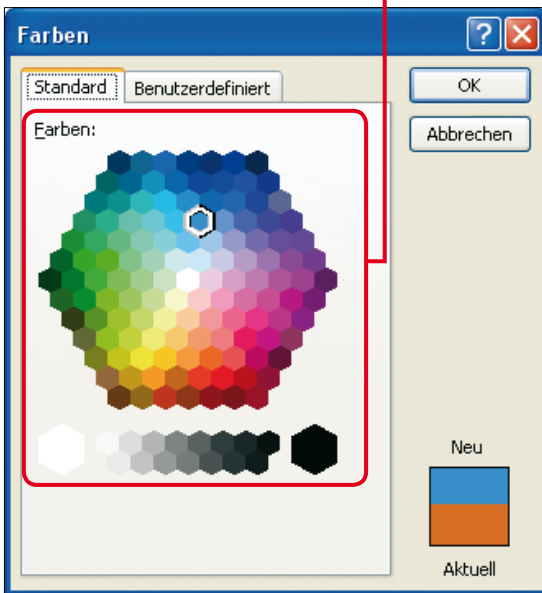 Farben
Standard Benutzerdefiniert
OK
Farben:
Abbrechen
Neu
Aktuell